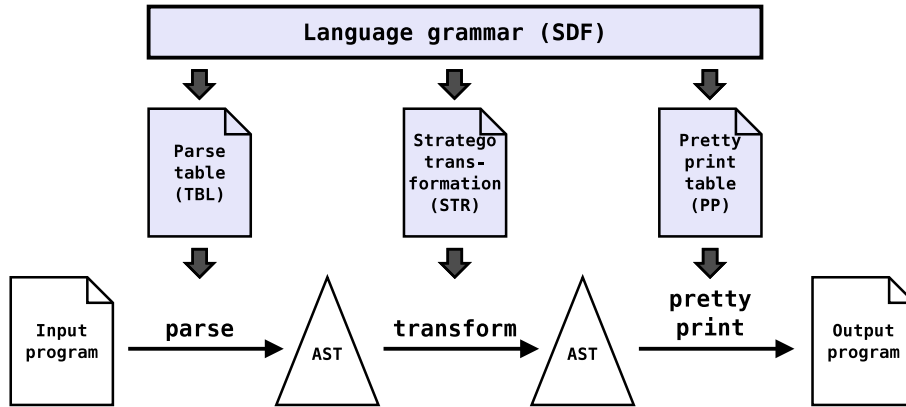 Language grammar (SDF)
Parse
table
(TBL)
Stratego
trans-
formation
(STR)
Pretty
print
table
(PP)
Input
program
parse
AST
transform
AST
pretty
print
Output
program